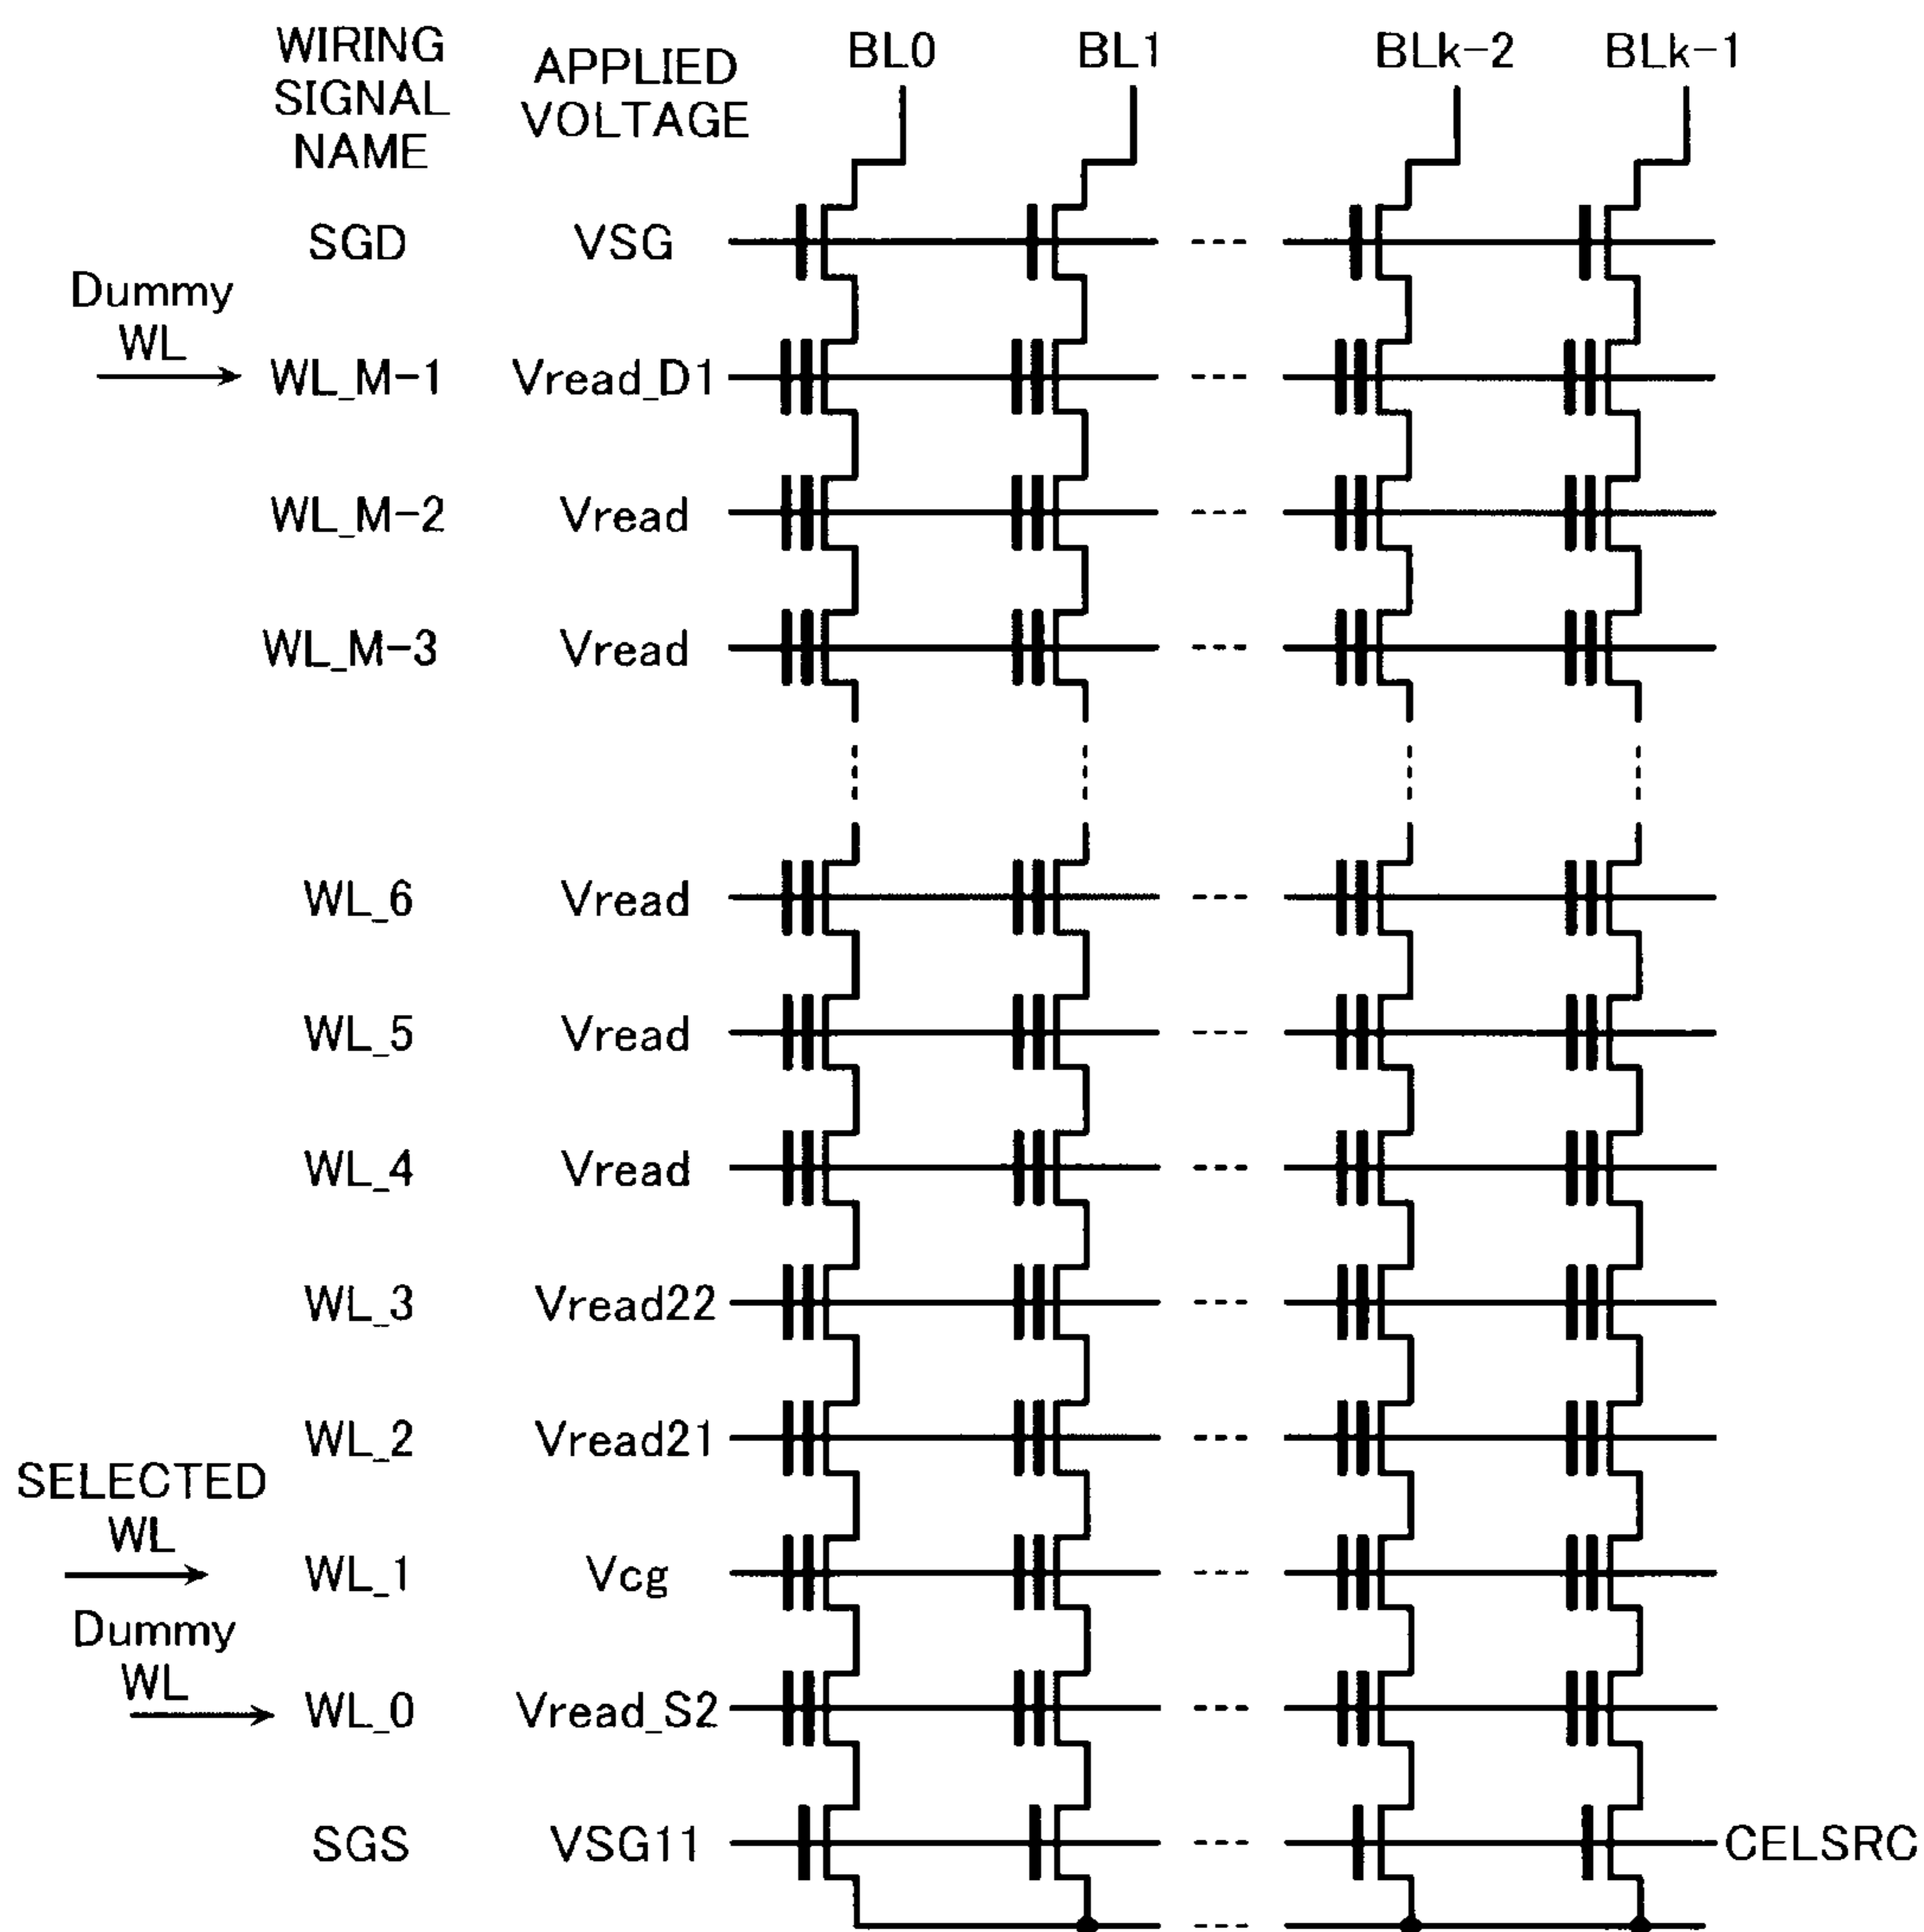 WIRING
SIGNAL
NAME
APPLIED
VOLTAGE
BL0
BL1
BLk-2
BLk-1
SGD
VSG
Dummy
WL
WL_M-1
Vread_D1
WL_M-2
Vread
WL_M-3
Vread
WL_6
Vread
WL_5
Vread
WL_4
Vread
WL_3
Vread22
WL_2
Vread21
SELECTED
WL
WL_1
Vcg
Dummy
WL
WL_0
Vread_S2
SGS
VSG11
CELSRC